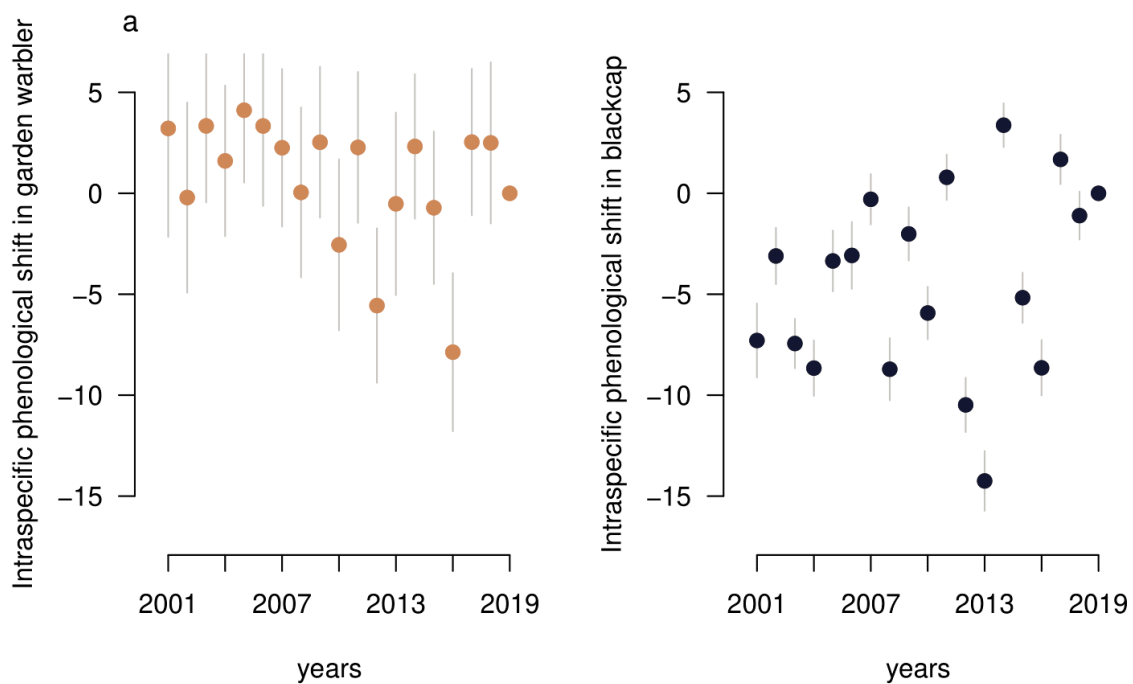 a
Intraspecific phenological shift in garden warbler
5
0
−5
−10
−15
2001 2007 2013 2019
years
Intraspecific phenological shift in blackcap
5
0
−5
−10
−15
2001 2007 2013 2019
years